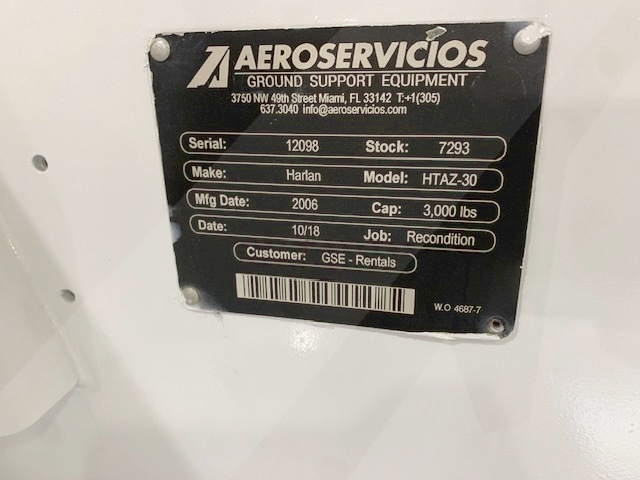 AEROSERVICIOS
GROUND SUPPORT EQUIPMENT
3750 NW 49th Street Miami, FL 33142 T:+1(305)
637.3040 info@aeroservicios.com
Serial: 12098 Stock: 7293
Make: Harlan Model: HTAZ-30
Mfg Date: 2006 Cap: 3,000 lbs
Date: 10/18 Job: Recondition
Customer: GSE - Rentals
W.O 4687-7